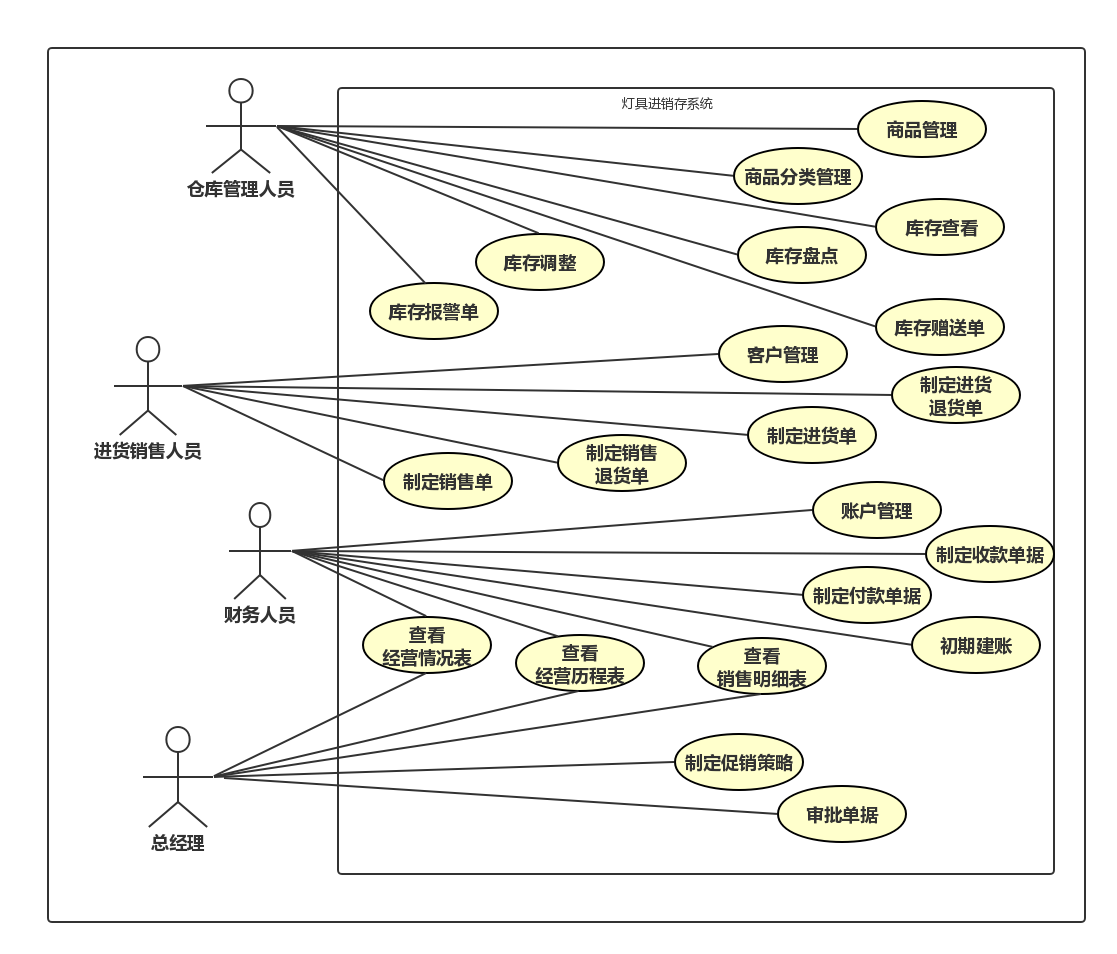 灯具进销存系统
商品管理
商品分类管理
仓库管理人员
库存查看
库存盘点
库存调整
库存报警单
库存赠送单
客户管理
制定进货
退货单
制定进货单
进货销售人员
制定销售
退货单
制定销售单
账户管理
制定收款单据
制定付款单据
财务人员
初期建账
查看
经营情况表
查看
经营历程表
查看
销售明细表
制定促销策略
审批单据
总经理